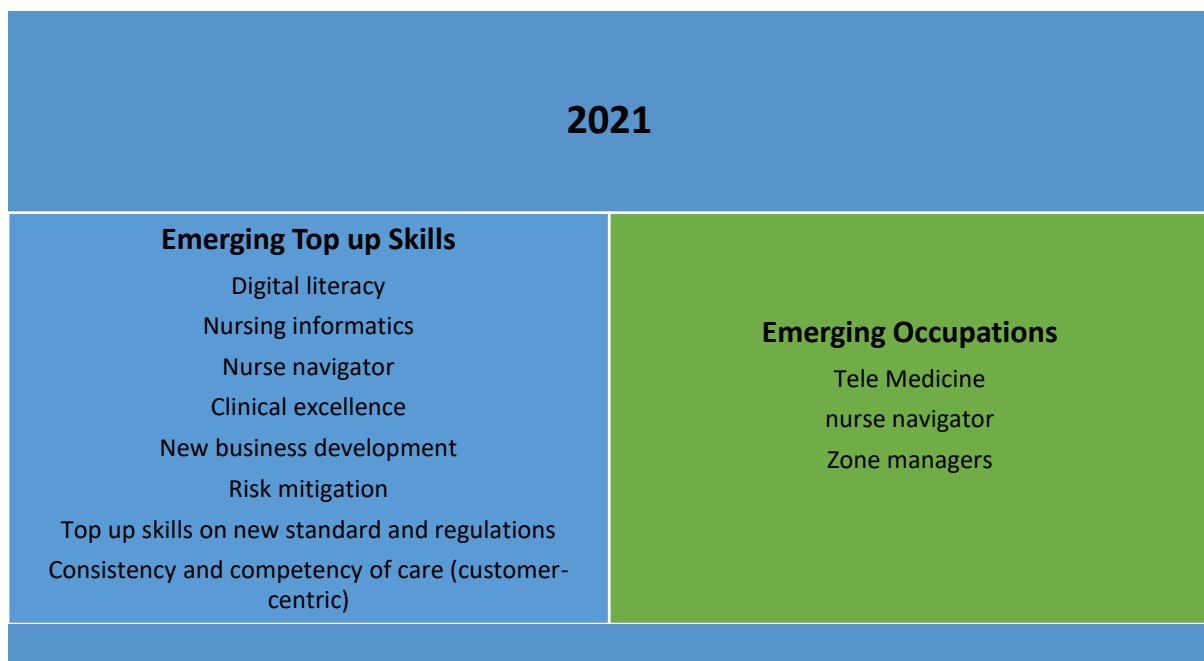 2021
Emerging Top up Skills
Digital literacy
Nursing informatics
Nurse navigator
Clinical excellence
New business development
Risk mitigation
Top up skills on new standard and regulations
Consistency and competency of care (customer-
centric)
Emerging Occupations
Tele Medicine
nurse navigator
Zone managers